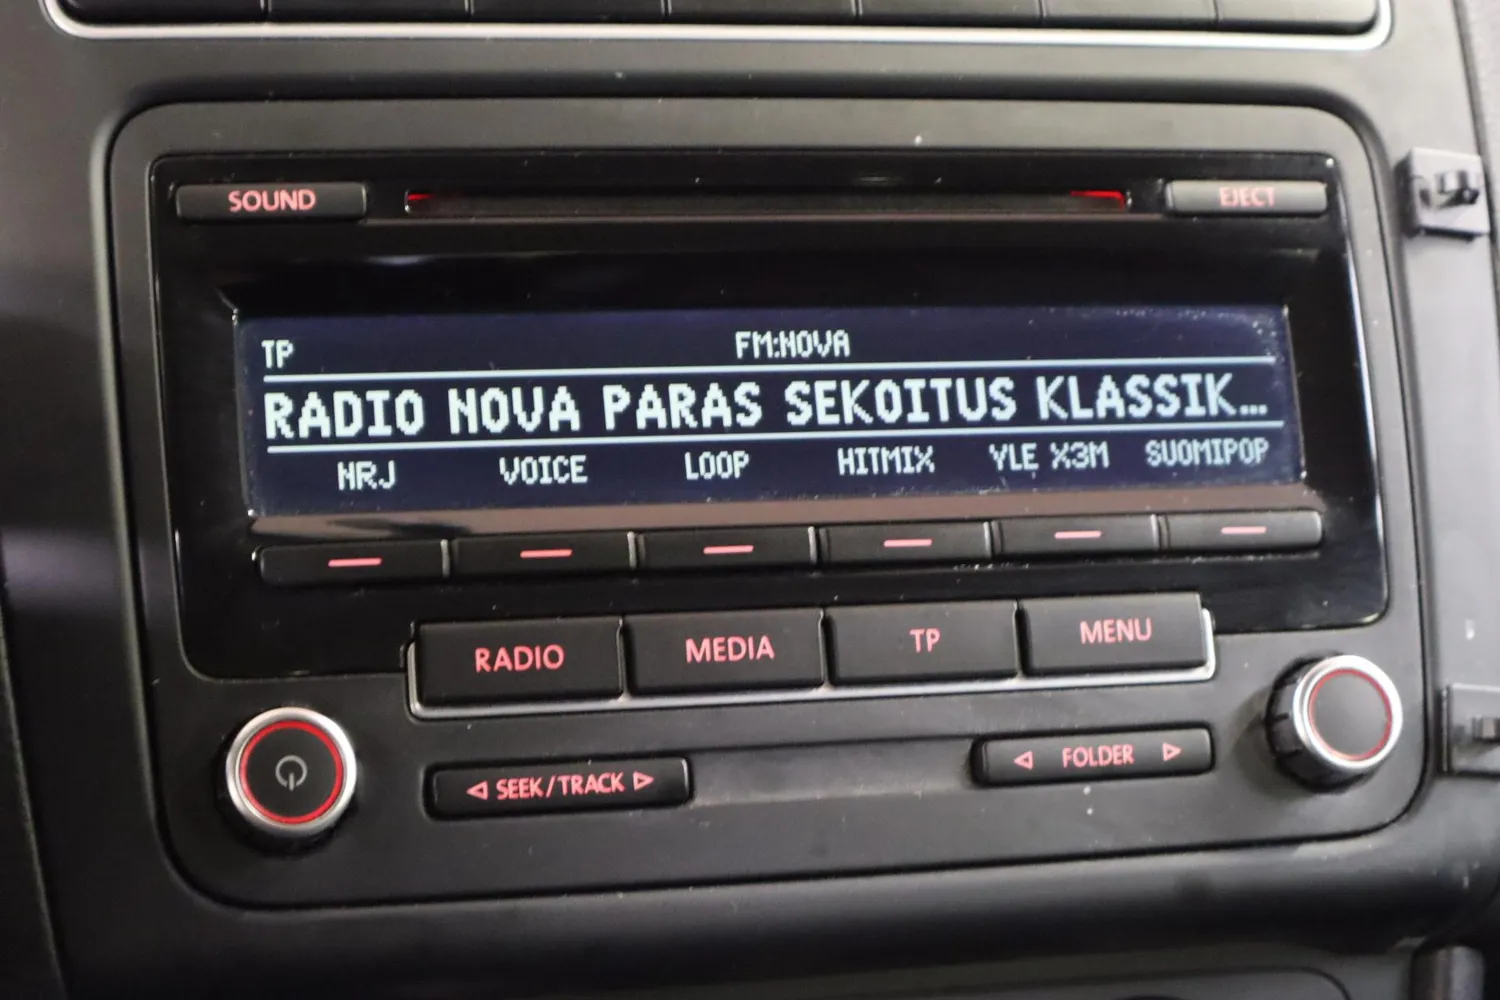 SOUND EJECT
TP FM:NOVA
RADIO NOVA PARAS SEKOITUS KLASSIK...
NRJ VOICE LOOP HITMIX YLE X3M SUOMIPOP
RADIO MEDIA TP MENU
SEEK/TRACK FOLDER